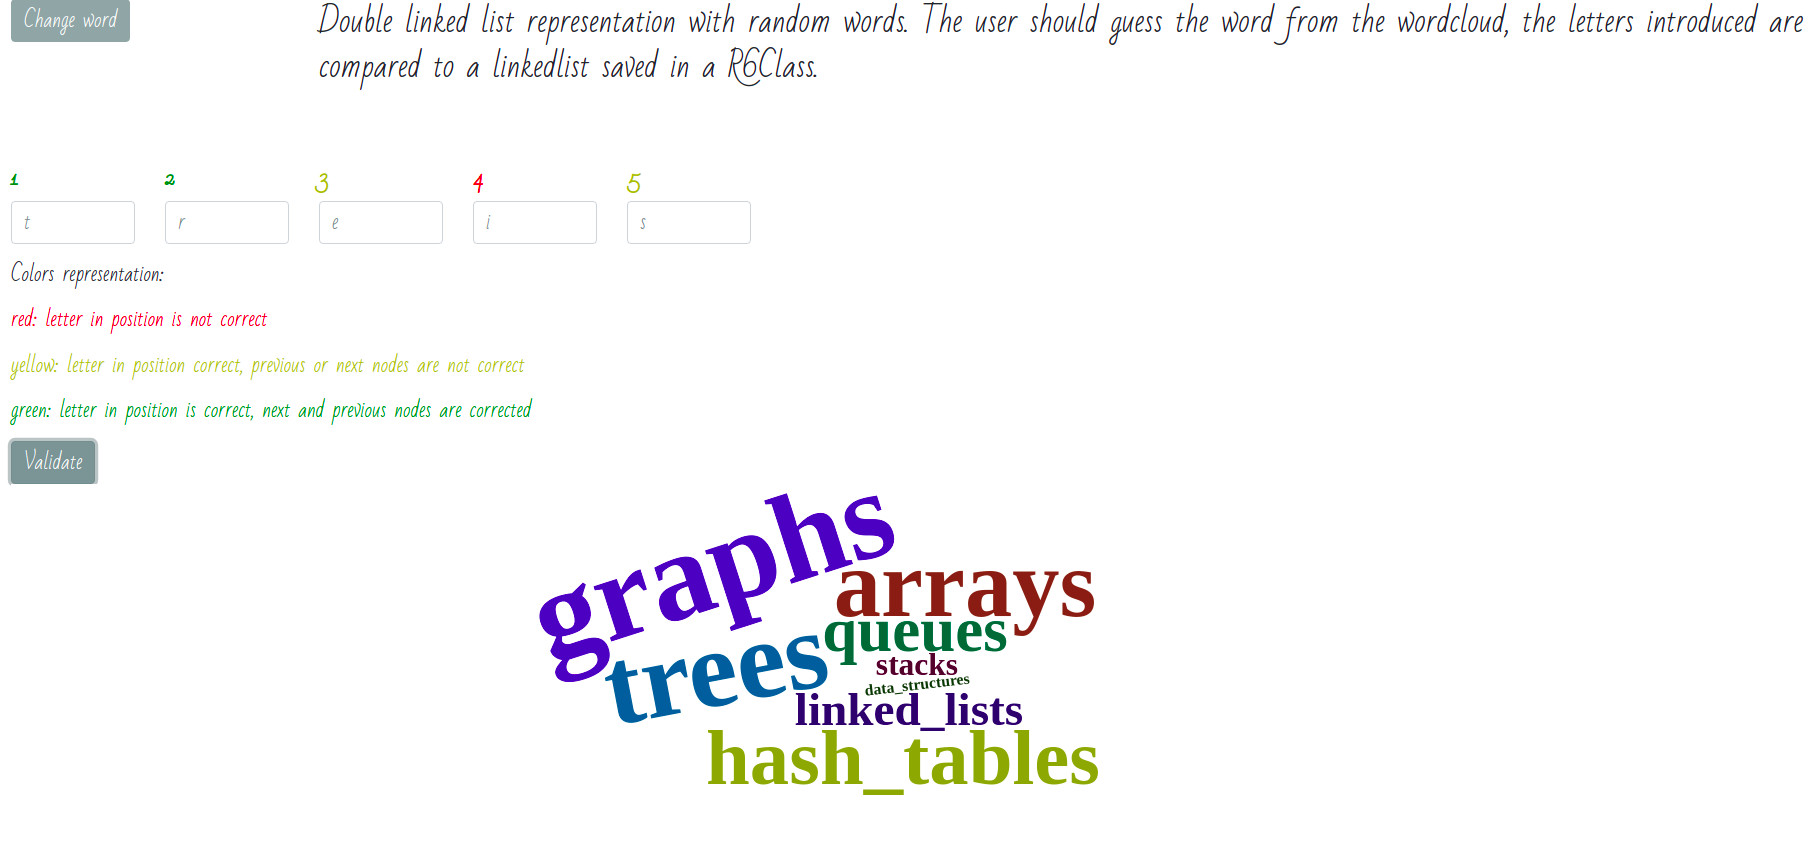 Change word
Double linked list representation with random words. The user should guess the word from the wordcloud, the letters introduced are
compared to a linkedlist saved in a R6Class.
1 2 3 4 5
t r e i s
Colors representation:
red: letter in position is not correct
yellow: letter in position correct, previous or next nodes are not correct
green: letter in position is correct, next and previous nodes are corrected
Validate
graphs
arrays
queues
trees
stacks
data_structures
linked_lists
hash_tables